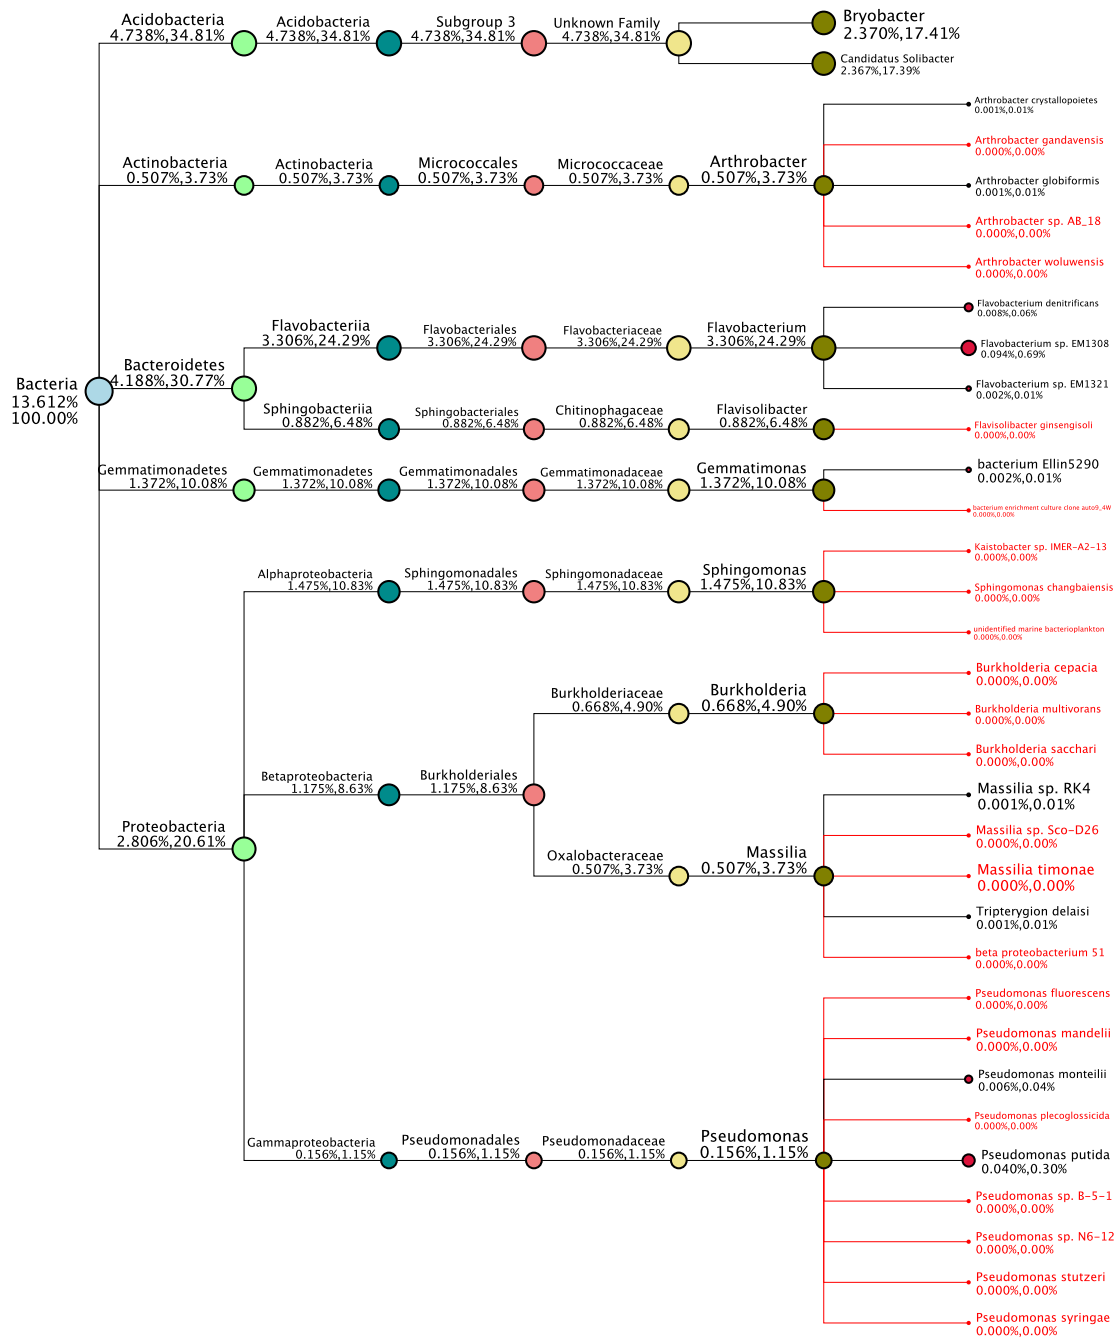 Acidobacteria
4.738%,34.81%
Acidobacteria
4.738%,34.81%
Subgroup 3
4.738%,34.81%
Unknown Family
4.738%,34.81%
Bryobacter
2.370%,17.41%
Candidatus Solibacter
2.367%,17.39%
Actinobacteria
0.507%,3.73%
Actinobacteria
0.507%,3.73%
Micrococcales
0.507%,3.73%
Micrococcaceae
0.507%,3.73%
Arthrobacter
0.507%,3.73%
Arthrobacter crystallopoietes
0.001%,0.01%
Arthrobacter gandavensis
0.000%,0.00%
Arthrobacter globiformis
0.001%,0.01%
Arthrobacter sp. AB_18
0.000%,0.00%
Arthrobacter woluwensis
0.000%,0.00%
Bacteria
13.612%
100.00%
Bacteroidetes
4.188%,30.77%
Flavobacteriia
3.306%,24.29%
Flavobacteriales
3.306%,24.29%
Flavobacteriaceae
3.306%,24.29%
Flavobacterium
3.306%,24.29%
Flavobacterium denitrificans
0.008%,0.06%
Flavobacterium sp. EM1308
0.094%,0.69%
Flavobacterium sp. EM1321
0.002%,0.01%
Sphingobacteriia
0.882%,6.48%
Sphingobacteriales
0.882%,6.48%
Chitinophagaceae
0.882%,6.48%
Flavisolibacter
0.882%,6.48%
Flavisolibacter ginsengisoli
0.000%,0.00%
Gemmatimonadetes
1.372%,10.08%
Gemmatimonadetes
1.372%,10.08%
Gemmatimonadales
1.372%,10.08%
Gemmatimonadaceae
1.372%,10.08%
Gemmatimonas
1.372%,10.08%
bacterium Ellin5290
0.002%,0.01%
bacterium enrichment culture clone auto9_4W
0.000%,0.00%
Proteobacteria
2.806%,20.61%
Alphaproteobacteria
1.475%,10.83%
Sphingomonadales
1.475%,10.83%
Sphingomonadaceae
1.475%,10.83%
Sphingomonas
1.475%,10.83%
Kaistobacter sp. IMER-A2-13
0.000%,0.00%
Sphingomonas changbaiensis
0.000%,0.00%
unidentified marine bacterioplankton
0.000%,0.00%
Betaproteobacteria
1.175%,8.63%
Burkholderiales
1.175%,8.63%
Burkholderiaceae
0.668%,4.90%
Burkholderia
0.668%,4.90%
Burkholderia cepacia
0.000%,0.00%
Burkholderia multivorans
0.000%,0.00%
Burkholderia sacchari
0.000%,0.00%
Oxalobacteraceae
0.507%,3.73%
Massilia
0.507%,3.73%
Massilia sp. RK4
0.001%,0.01%
Massilia sp. Sco-D26
0.000%,0.00%
Massilia timonae
0.000%,0.00%
Tripterygion delaisi
0.001%,0.01%
beta proteobacterium 51
0.000%,0.00%
Gammaproteobacteria
0.156%,1.15%
Pseudomonadales
0.156%,1.15%
Pseudomonadaceae
0.156%,1.15%
Pseudomonas
0.156%,1.15%
Pseudomonas fluorescens
0.000%,0.00%
Pseudomonas mandelii
0.000%,0.00%
Pseudomonas monteilii
0.006%,0.04%
Pseudomonas plecoglossicida
0.000%,0.00%
Pseudomonas putida
0.040%,0.30%
Pseudomonas sp. B-5-1
0.000%,0.00%
Pseudomonas sp. N6-12
0.000%,0.00%
Pseudomonas stutzeri
0.000%,0.00%
Pseudomonas syringae
0.000%,0.00%